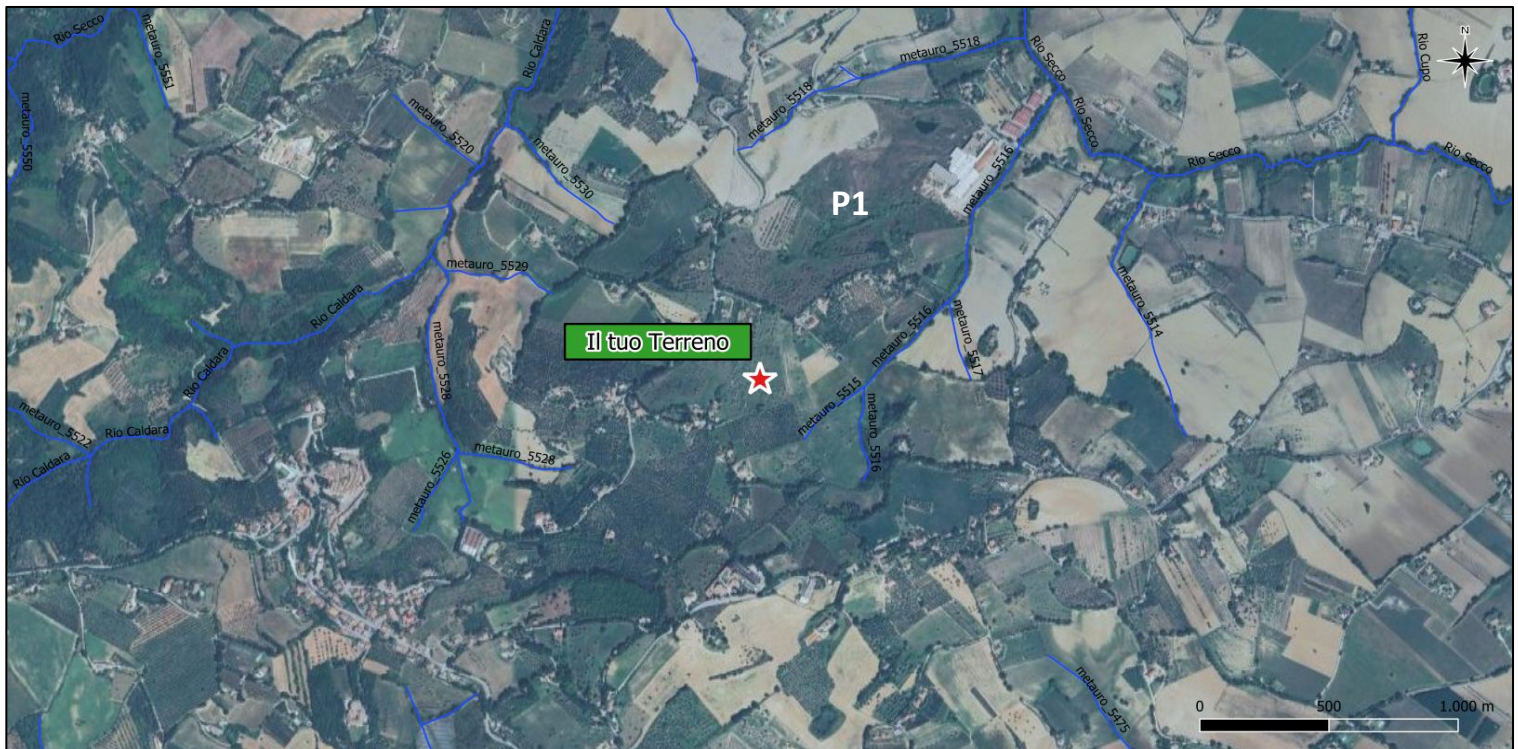 Rio Secco
metauro_5551
Rio Caldara
metauro_5518
Rio Secco
Rio Cupo
N
metauro_5550
metauro_5520
metauro_5518
Rio Secco
metauro_5516
Rio Secco
Rio Secco
metauro_5530
P1
metauro_5529
metauro_5514
Rio Caldara
Il tuo Terreno
metauro_5516
metauro_5517
metauro_5528
Rio Caldara
metauro_5515
metauro_5522
Rio Caldara
metauro_5516
Rio Caldara
metauro_5526
metauro_5528
metauro_5475
0 500 1.000 m